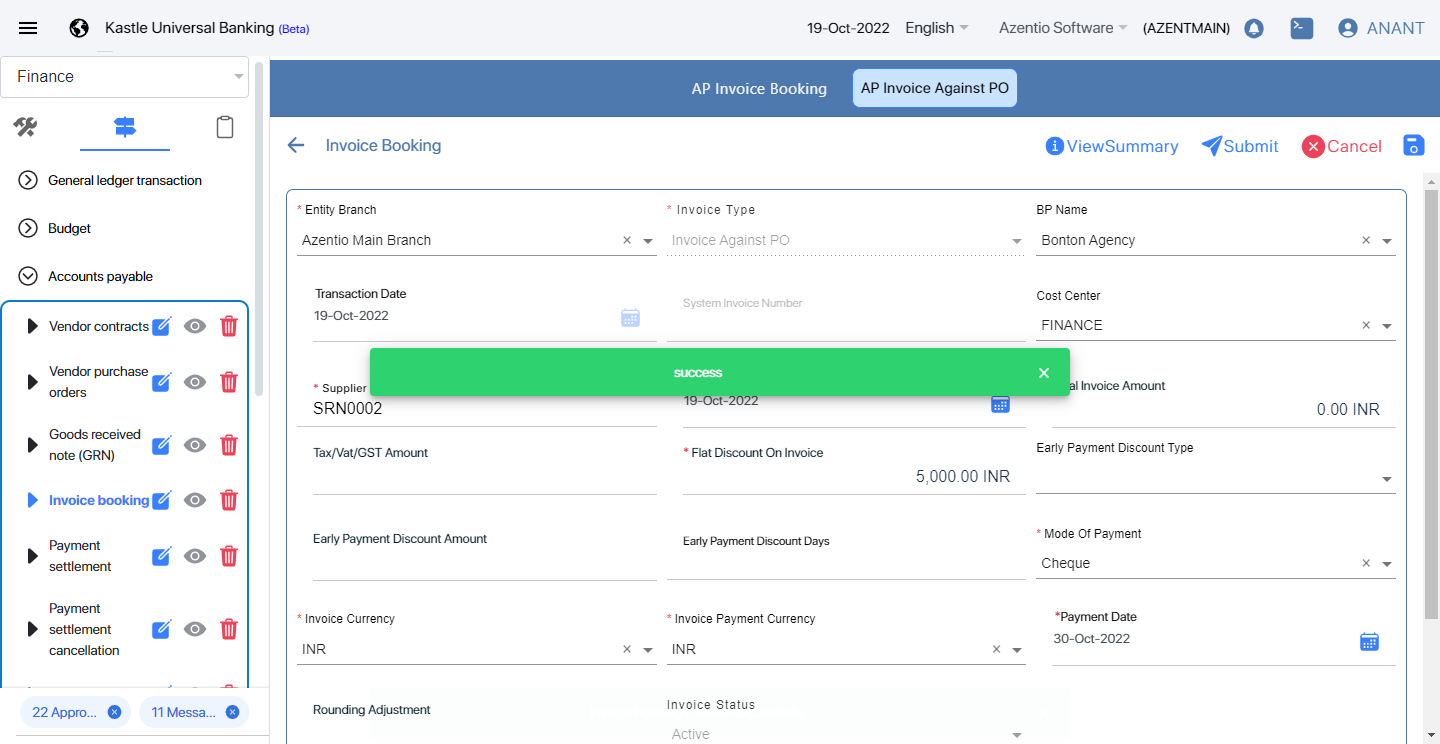 Kastle Universal Banking (Beta)
19-Oct-2022
English
Azentio Software
(AZENTMAIN)
ANANT
Finance
AP Invoice Booking
AP Invoice Against PO
Invoice Booking
ViewSummary
Submit
Cancel
General ledger transaction
Budget
Accounts payable
Vendor contracts
Vendor purchase
orders
Goods received
note (GRN)
Invoice booking
Payment
settlement
Payment
settlement
cancellation
22 Appro...
11 Messa...
* Entity Branch
Azentio Main Branch
* Invoice Type
Invoice Against PO
BP Name
Bonton Agency
Transaction Date
19-Oct-2022
System Invoice Number
Cost Center
FINANCE
success
* Supplier
SRN0002
19-Oct-2022
Invoice Amount
0.00 INR
Tax/Vat/GST Amount
* Flat Discount On Invoice
5,000.00 INR
Early Payment Discount Type
Early Payment Discount Amount
Early Payment Discount Days
* Mode Of Payment
Cheque
* Invoice Currency
INR
* Invoice Payment Currency
INR
*Payment Date
30-Oct-2022
Rounding Adjustment
Invoice Status
Active